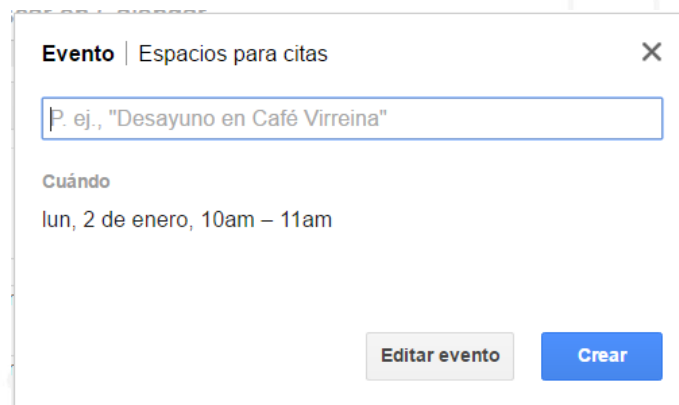 Evento | Espacios para citas
P. ej., "Desayuno en Café Virreina"
Cuándo
lun, 2 de enero, 10am – 11am
Editar evento Crear